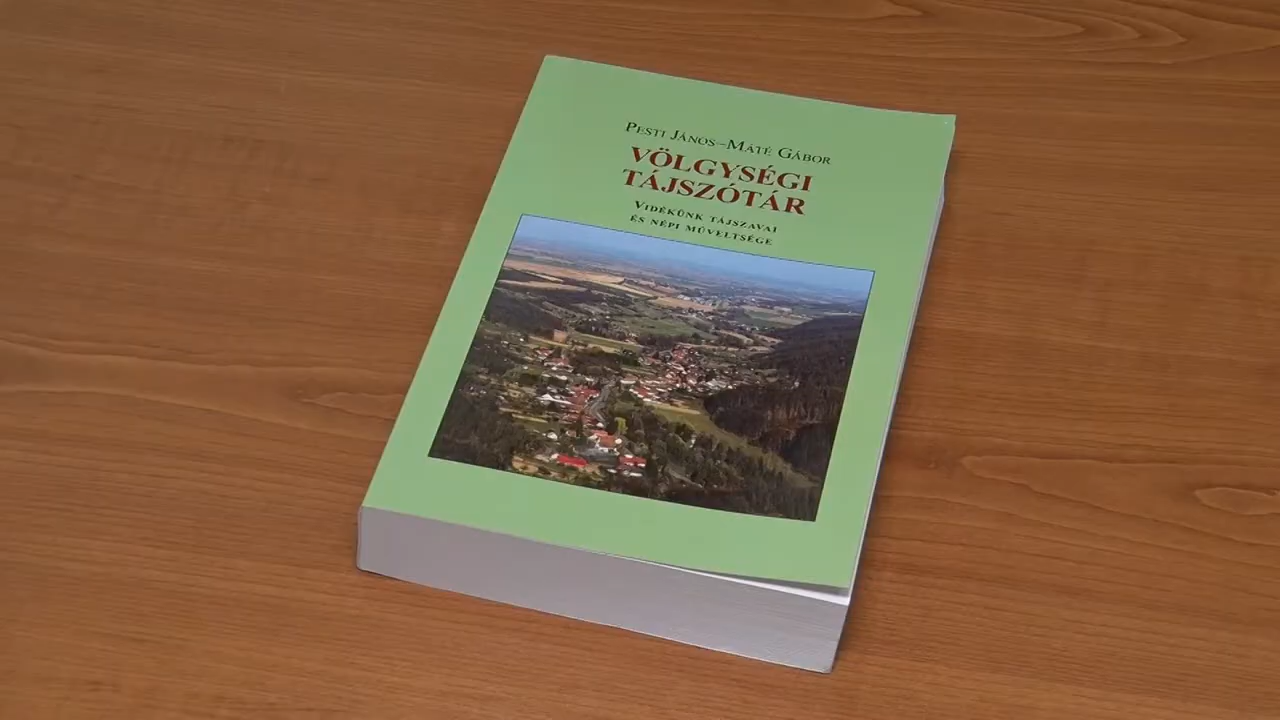 Pesti János–Máté Gábor
VÖLGYSÉGI
TÁJSZÓTÁR
Vidékünk tájszavai
és népi műveltsége